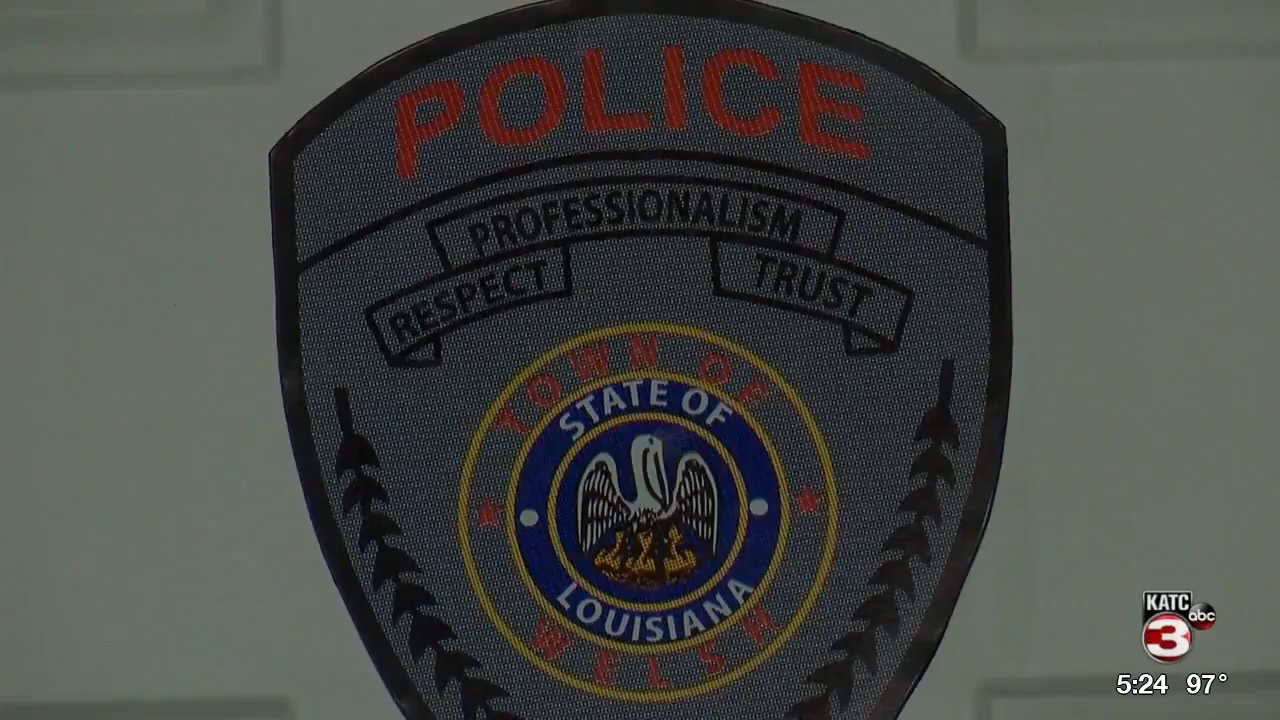 POLICE
PROFESSIONALISM
RESPECT
TRUST
TOWN OF
STATE OF
LOUISIANA
WELSH
KATC
abc
3
5:24 97°